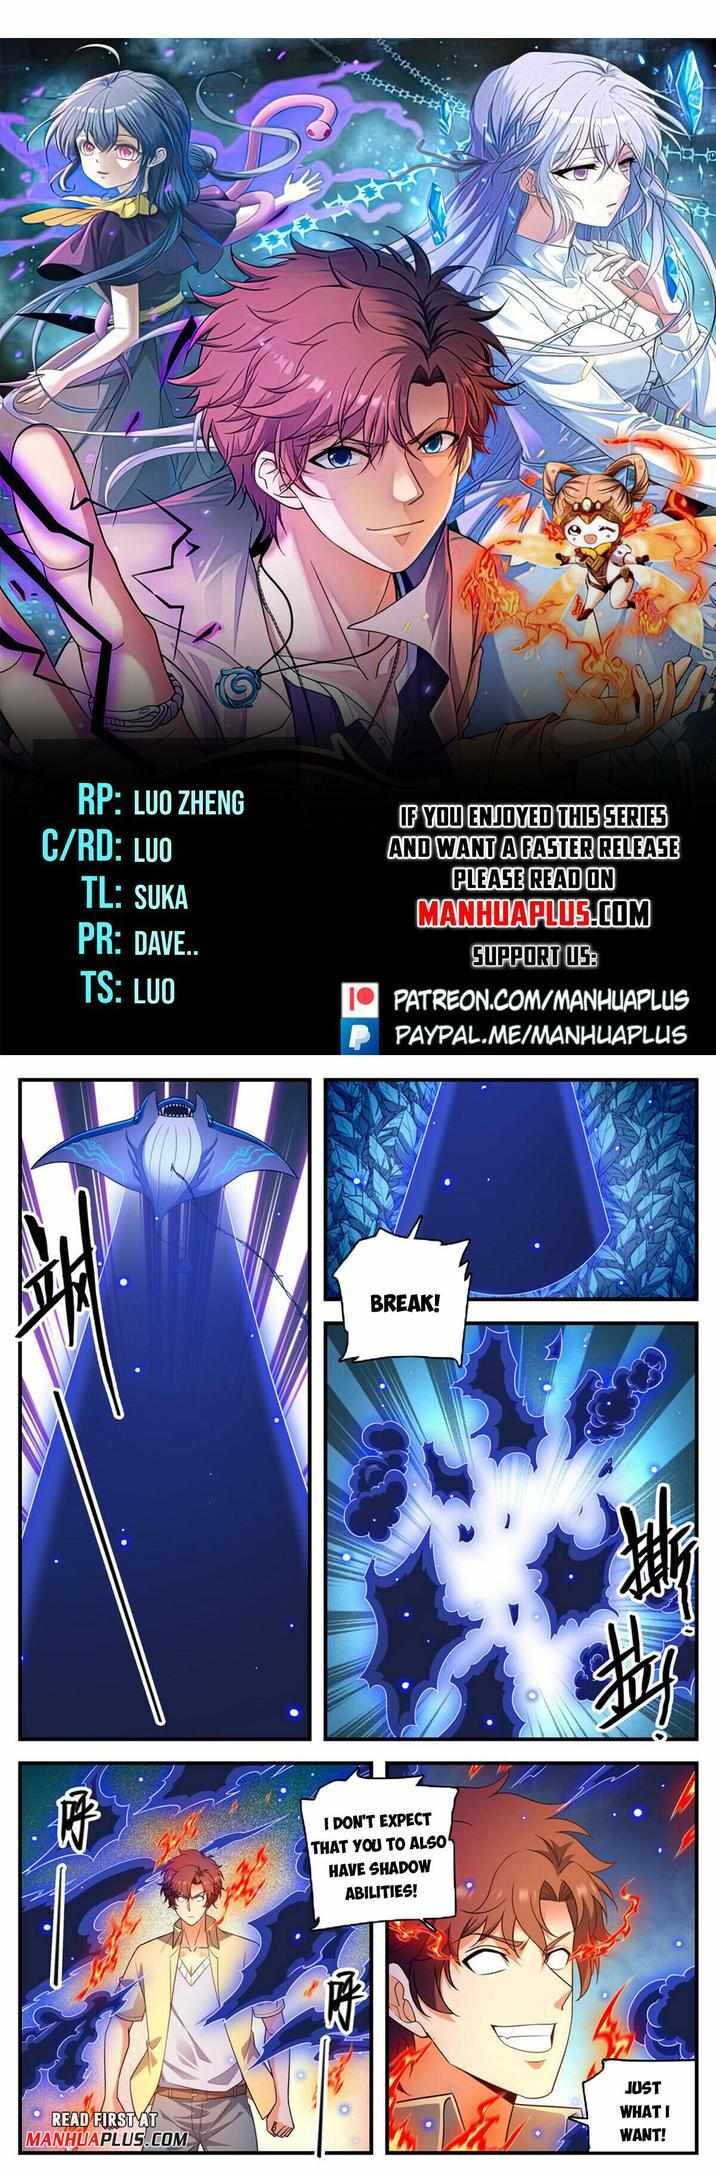 RP: LUO ZHENG
C/RD: LUO
TL: SUKA
PR: DAVE..
TS: LUO
IF YOU ENJOYED THIS SERIES
AND WANT A FASTER RELEASE
PLEASE READ ON
MANHUAPLUS.COM
SUPPORT US:
PATREON.COM/MANHUAPLUS
PAYPAL.ME/MANHUAPLUS
BREAK!
撕
拉
呼
呼
I DON'T EXPECT
THAT YOU TO ALSO
HAVE SHADOW
ABILITIES!
JUST
WHAT I
WANT!
READ FIRST AT
MANHUAPLUS.COM